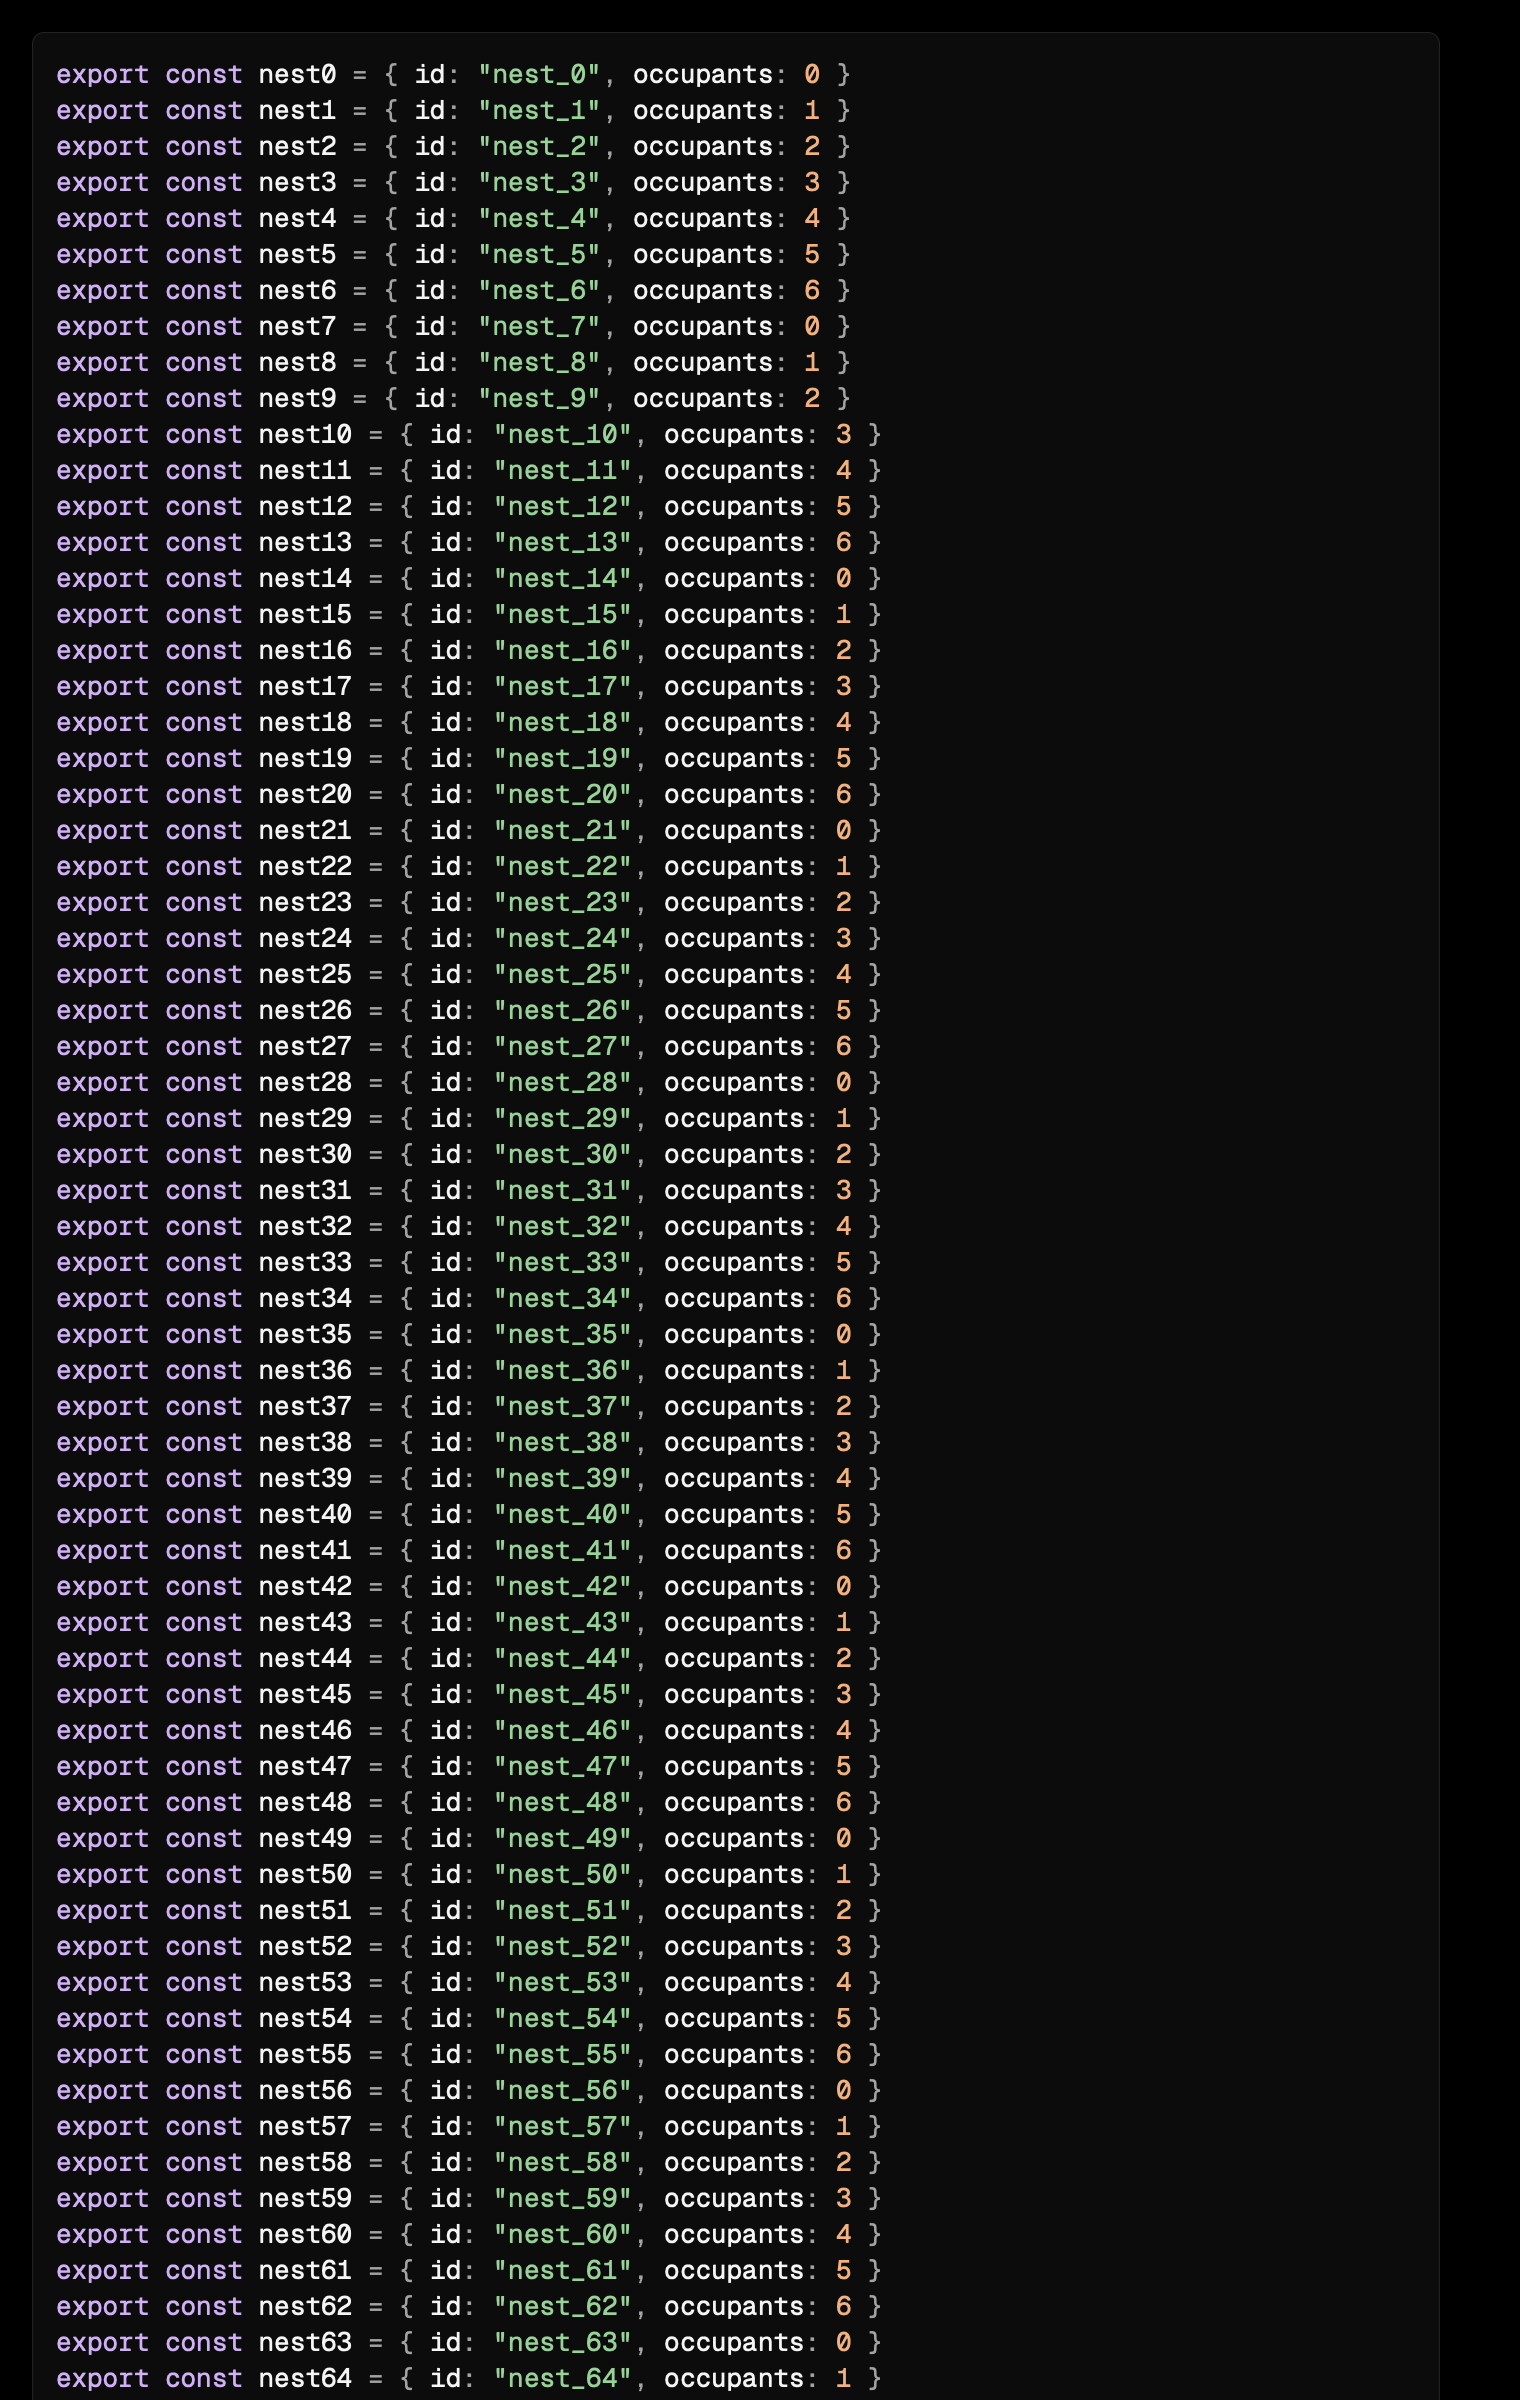 export const nest0 = { id: "nest_0", occupants: 0 }
export const nest1 = { id: "nest_1", occupants: 1 }
export const nest2 = { id: "nest_2", occupants: 2 }
export const nest3 = { id: "nest_3", occupants: 3 }
export const nest4 = { id: "nest_4", occupants: 4 }
export const nest5 = { id: "nest_5", occupants: 5 }
export const nest6 = { id: "nest_6", occupants: 6 }
export const nest7 = { id: "nest_7", occupants: 0 }
export const nest8 = { id: "nest_8", occupants: 1 }
export const nest9 = { id: "nest_9", occupants: 2 }
export const nest10 = { id: "nest_10", occupants: 3 }
export const nest11 = { id: "nest_11", occupants: 4 }
export const nest12 = { id: "nest_12", occupants: 5 }
export const nest13 = { id: "nest_13", occupants: 6 }
export const nest14 = { id: "nest_14", occupants: 0 }
export const nest15 = { id: "nest_15", occupants: 1 }
export const nest16 = { id: "nest_16", occupants: 2 }
export const nest17 = { id: "nest_17", occupants: 3 }
export const nest18 = { id: "nest_18", occupants: 4 }
export const nest19 = { id: "nest_19", occupants: 5 }
export const nest20 = { id: "nest_20", occupants: 6 }
export const nest21 = { id: "nest_21", occupants: 0 }
export const nest22 = { id: "nest_22", occupants: 1 }
export const nest23 = { id: "nest_23", occupants: 2 }
export const nest24 = { id: "nest_24", occupants: 3 }
export const nest25 = { id: "nest_25", occupants: 4 }
export const nest26 = { id: "nest_26", occupants: 5 }
export const nest27 = { id: "nest_27", occupants: 6 }
export const nest28 = { id: "nest_28", occupants: 0 }
export const nest29 = { id: "nest_29", occupants: 1 }
export const nest30 = { id: "nest_30", occupants: 2 }
export const nest31 = { id: "nest_31", occupants: 3 }
export const nest32 = { id: "nest_32", occupants: 4 }
export const nest33 = { id: "nest_33", occupants: 5 }
export const nest34 = { id: "nest_34", occupants: 6 }
export const nest35 = { id: "nest_35", occupants: 0 }
export const nest36 = { id: "nest_36", occupants: 1 }
export const nest37 = { id: "nest_37", occupants: 2 }
export const nest38 = { id: "nest_38", occupants: 3 }
export const nest39 = { id: "nest_39", occupants: 4 }
export const nest40 = { id: "nest_40", occupants: 5 }
export const nest41 = { id: "nest_41", occupants: 6 }
export const nest42 = { id: "nest_42", occupants: 0 }
export const nest43 = { id: "nest_43", occupants: 1 }
export const nest44 = { id: "nest_44", occupants: 2 }
export const nest45 = { id: "nest_45", occupants: 3 }
export const nest46 = { id: "nest_46", occupants: 4 }
export const nest47 = { id: "nest_47", occupants: 5 }
export const nest48 = { id: "nest_48", occupants: 6 }
export const nest49 = { id: "nest_49", occupants: 0 }
export const nest50 = { id: "nest_50", occupants: 1 }
export const nest51 = { id: "nest_51", occupants: 2 }
export const nest52 = { id: "nest_52", occupants: 3 }
export const nest53 = { id: "nest_53", occupants: 4 }
export const nest54 = { id: "nest_54", occupants: 5 }
export const nest55 = { id: "nest_55", occupants: 6 }
export const nest56 = { id: "nest_56", occupants: 0 }
export const nest57 = { id: "nest_57", occupants: 1 }
export const nest58 = { id: "nest_58", occupants: 2 }
export const nest59 = { id: "nest_59", occupants: 3 }
export const nest60 = { id: "nest_60", occupants: 4 }
export const nest61 = { id: "nest_61", occupants: 5 }
export const nest62 = { id: "nest_62", occupants: 6 }
export const nest63 = { id: "nest_63", occupants: 0 }
export const nest64 = { id: "nest_64", occupants: 1 }